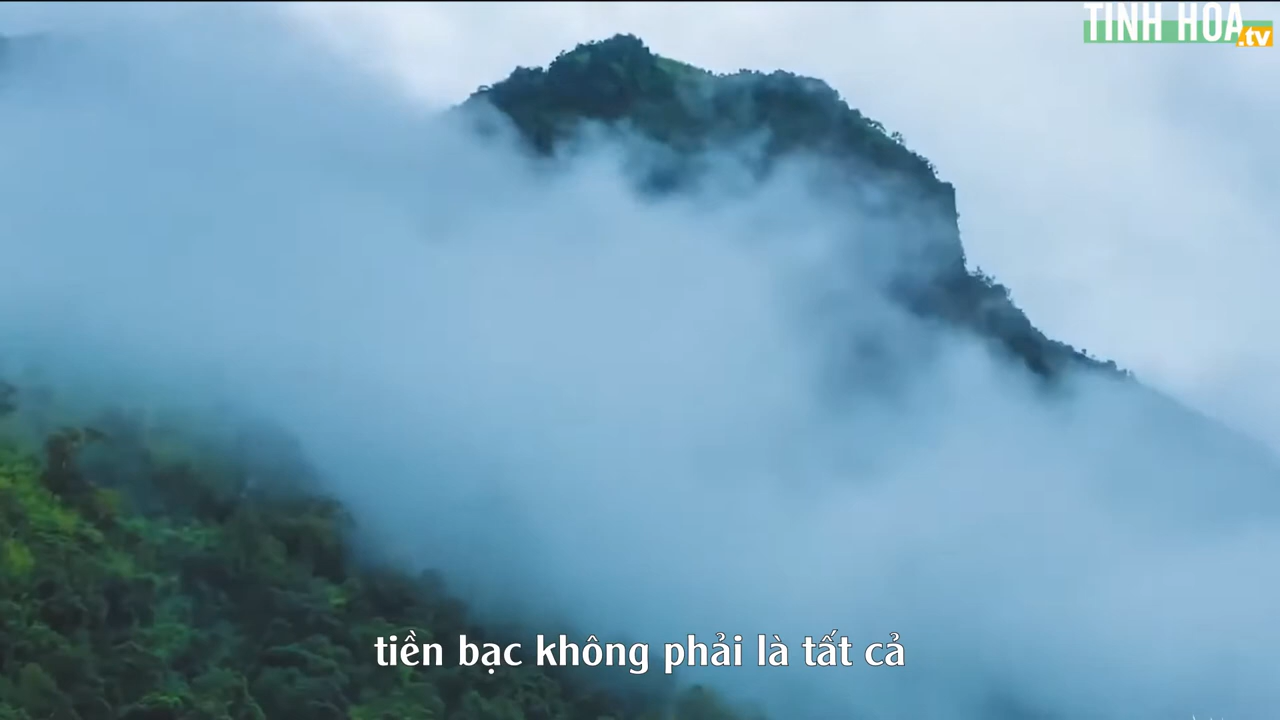 TINH HOA
.tv
tiền bạc không phải là tất cả